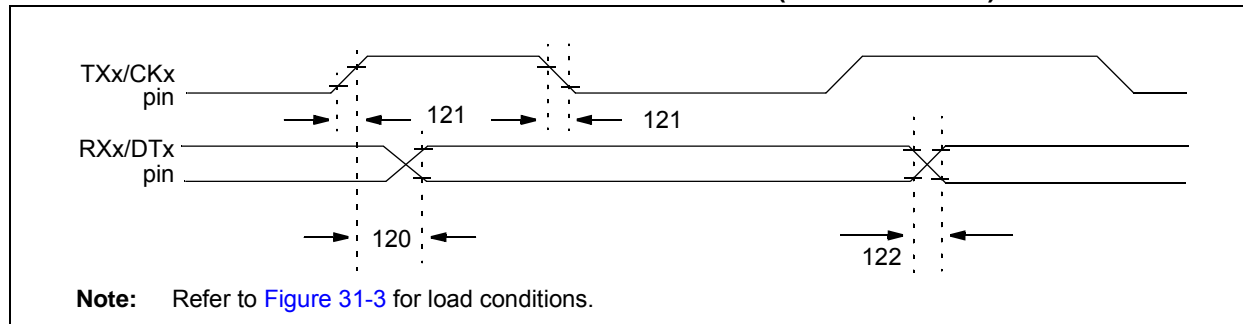 TXx/CKx
pin
121
121
RXx/DTx
pin
120
122
Note: Refer to Figure 31-3 for load conditions.